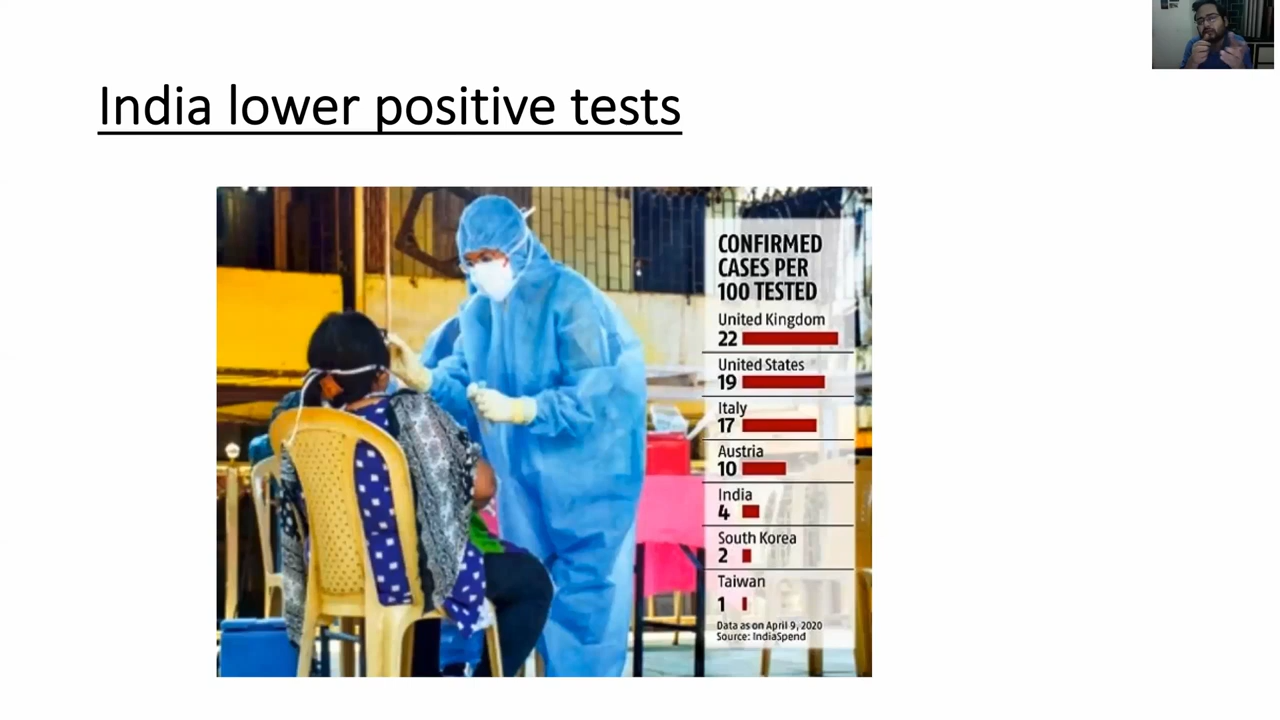 India lower positive tests
CONFIRMED
CASES PER
100 TESTED
United Kingdom
22
United States
19
Italy
17
Austria
10
India
4
South Korea
2
Taiwan
1
Data as on April 9, 2020
Source: IndiaSpend